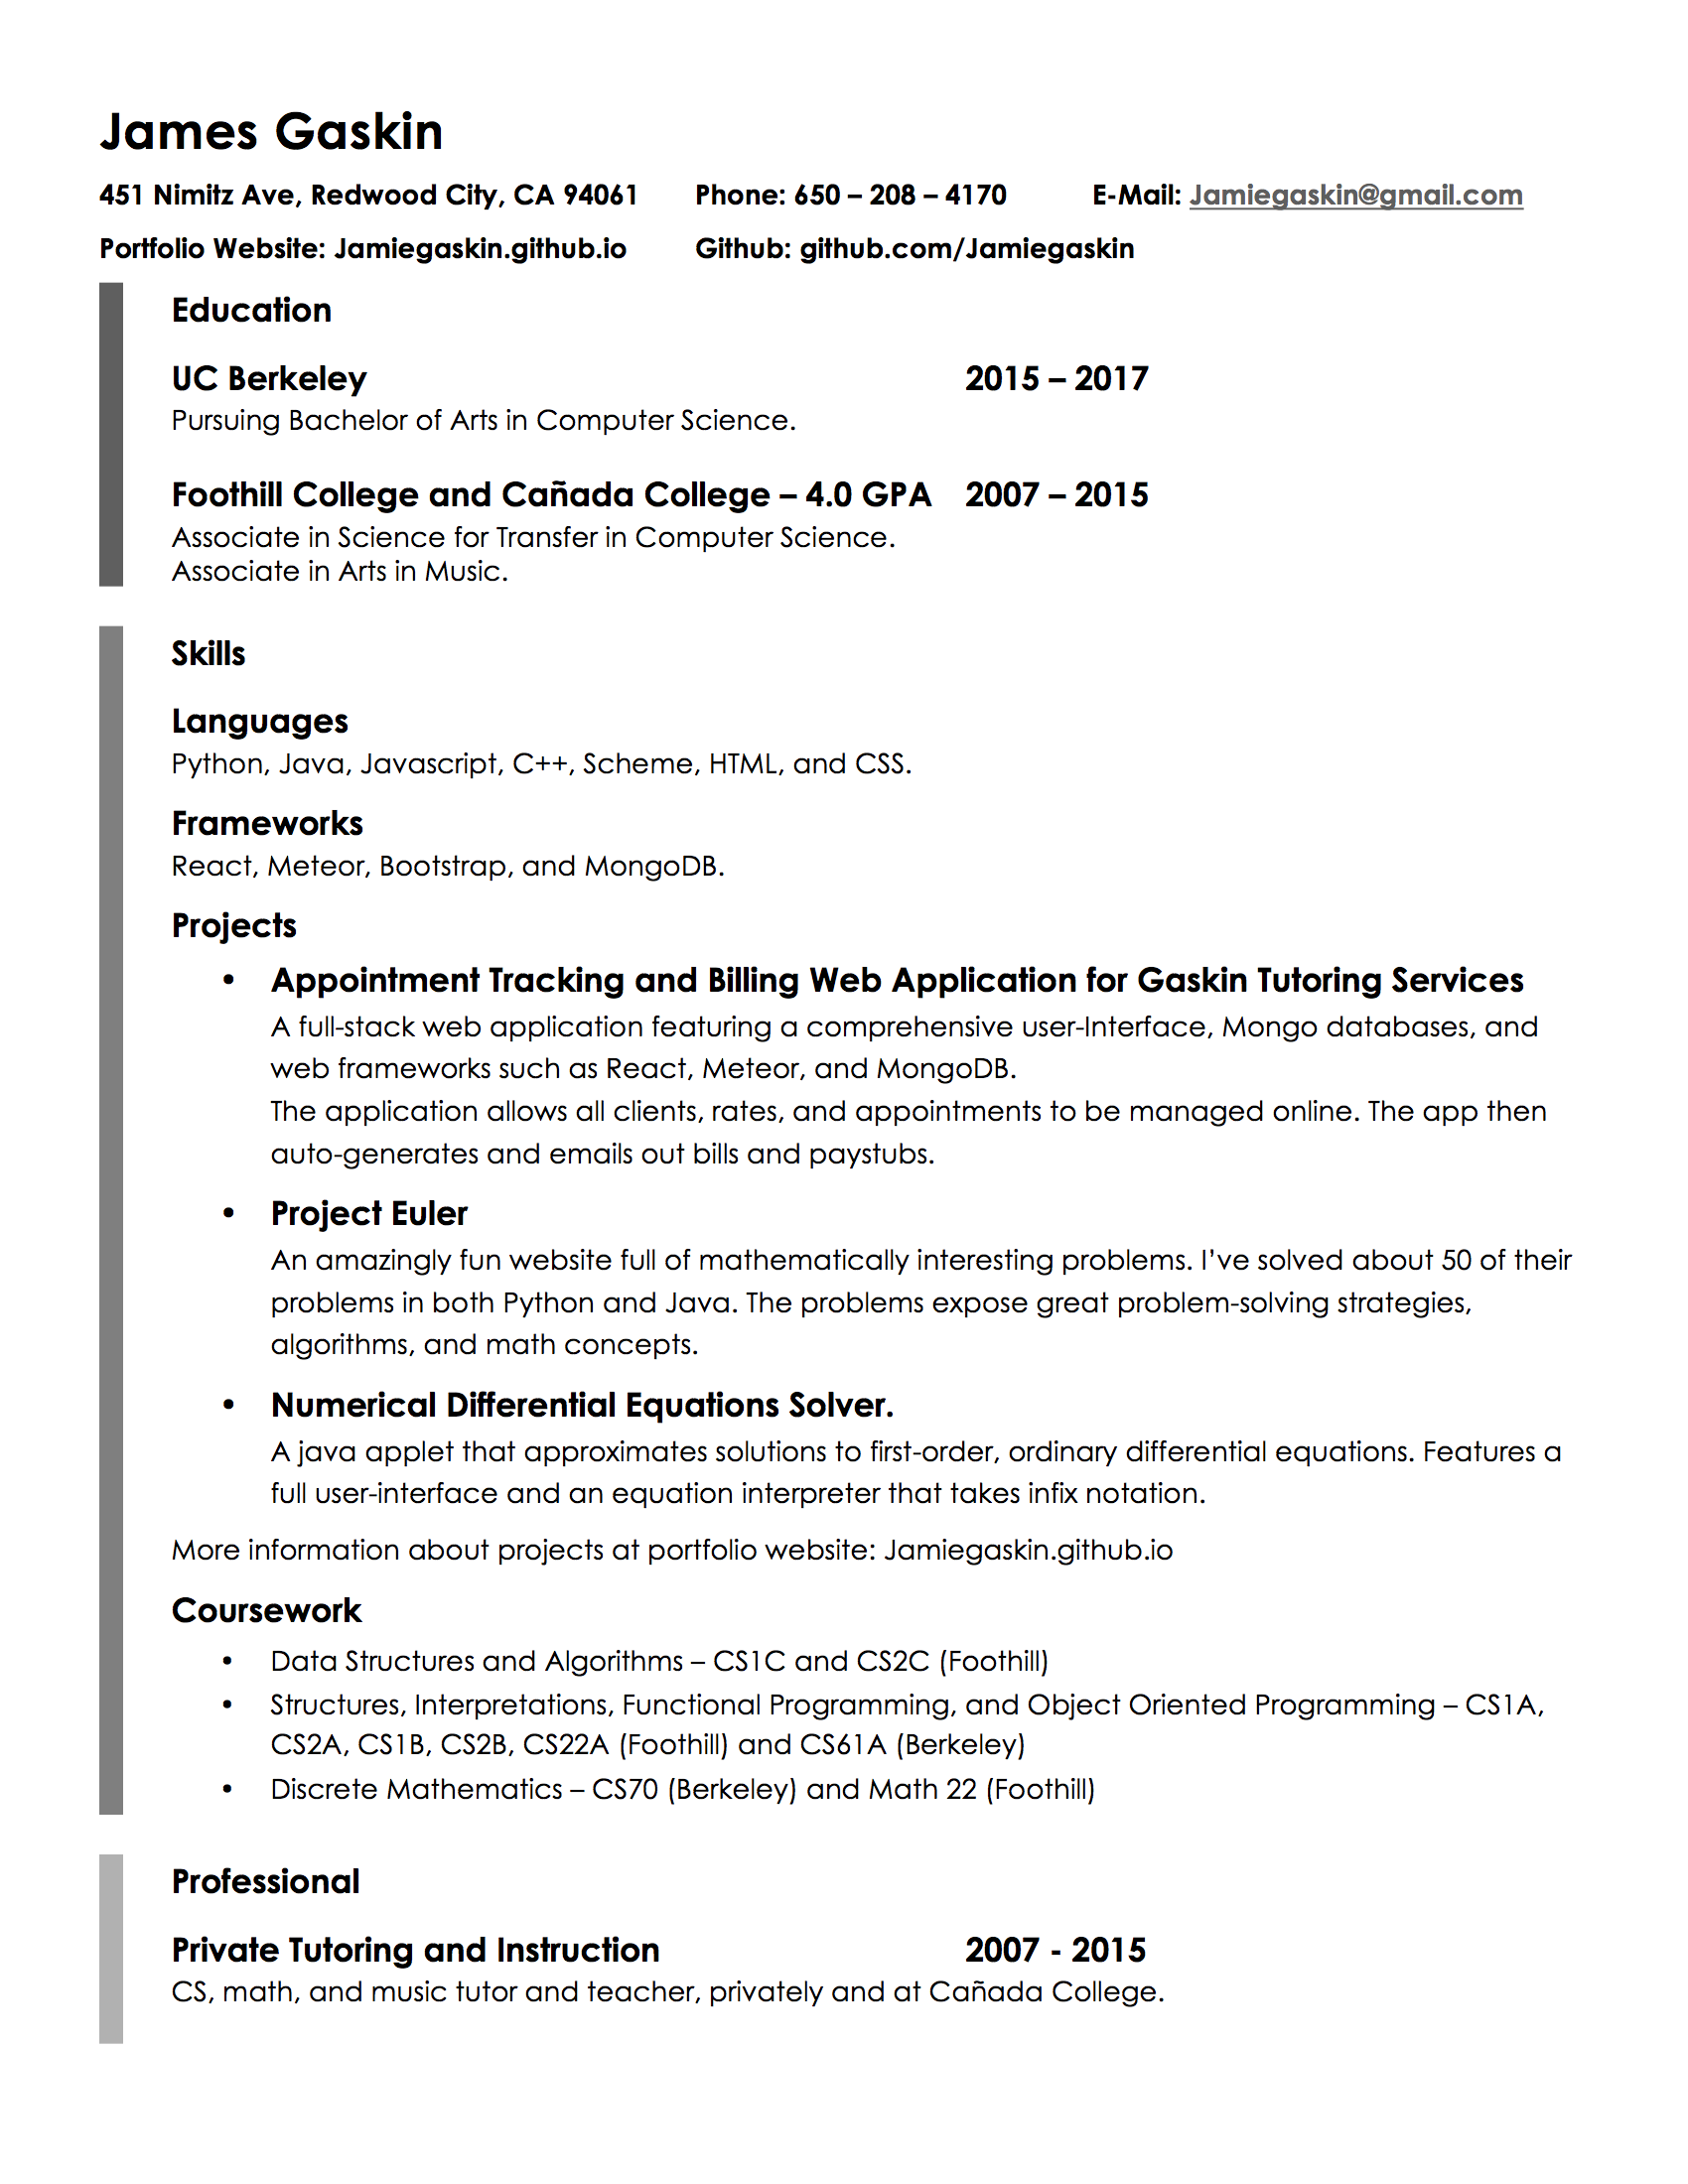 James Gaskin
451 Nimitz Ave, Redwood City, CA 94061 Phone: 650 – 208 – 4170 E-Mail: Jamiegaskin@gmail.com
Portfolio Website: Jamiegaskin.github.io Github: github.com/Jamiegaskin
Education
UC Berkeley 2015 – 2017
Pursuing Bachelor of Arts in Computer Science.
Foothill College and Cañada College – 4.0 GPA 2007 – 2015
Associate in Science for Transfer in Computer Science.
Associate in Arts in Music.
Skills
Languages
Python, Java, Javascript, C++, Scheme, HTML, and CSS.
Frameworks
React, Meteor, Bootstrap, and MongoDB.
Projects
• Appointment Tracking and Billing Web Application for Gaskin Tutoring Services
A full-stack web application featuring a comprehensive user-Interface, Mongo databases, and
web frameworks such as React, Meteor, and MongoDB.
The application allows all clients, rates, and appointments to be managed online. The app then
auto-generates and emails out bills and paystubs.
• Project Euler
An amazingly fun website full of mathematically interesting problems. I’ve solved about 50 of their
problems in both Python and Java. The problems expose great problem-solving strategies,
algorithms, and math concepts.
• Numerical Differential Equations Solver.
A java applet that approximates solutions to first-order, ordinary differential equations. Features a
full user-interface and an equation interpreter that takes infix notation.
More information about projects at portfolio website: Jamiegaskin.github.io
Coursework
• Data Structures and Algorithms – CS1C and CS2C (Foothill)
• Structures, Interpretations, Functional Programming, and Object Oriented Programming – CS1A,
CS2A, CS1B, CS2B, CS22A (Foothill) and CS61A (Berkeley)
• Discrete Mathematics – CS70 (Berkeley) and Math 22 (Foothill)
Professional
Private Tutoring and Instruction 2007 - 2015
CS, math, and music tutor and teacher, privately and at Cañada College.